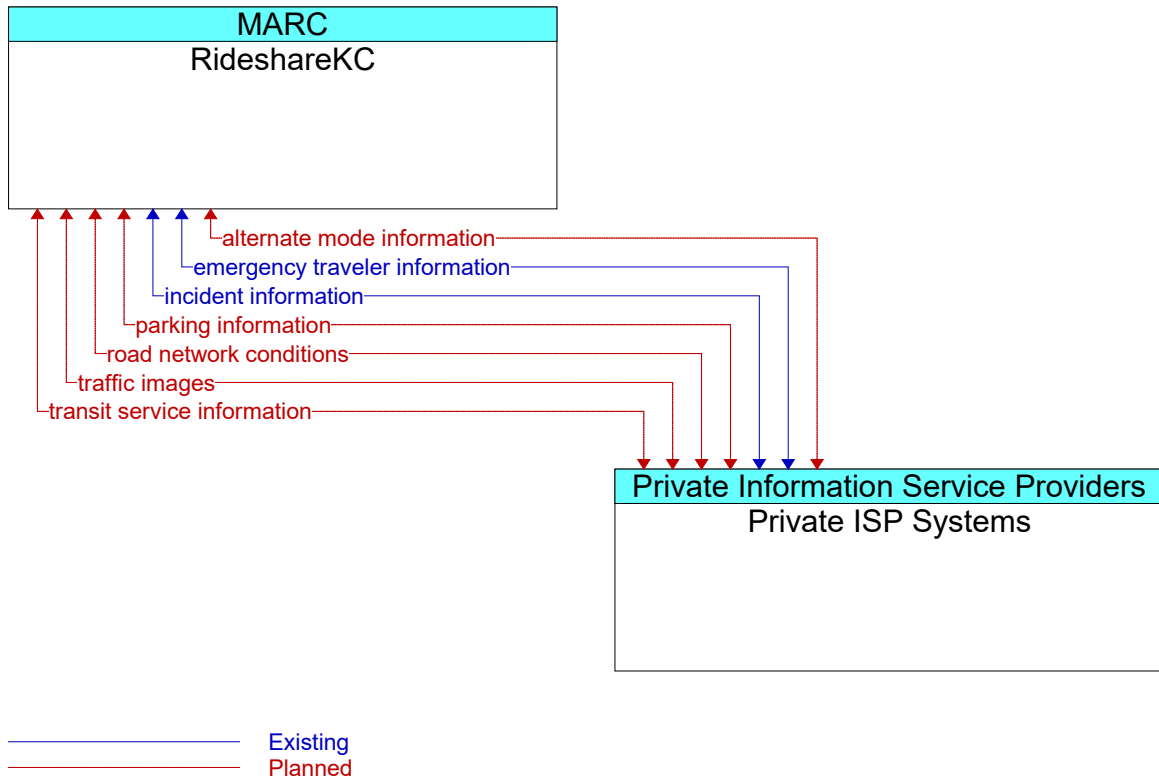 MARC
RideshareKC
alternate mode information
emergency traveler information
incident information
parking information
road network conditions
traffic images
transit service information
Private Information Service Providers
Private ISP Systems
Existing
Planned